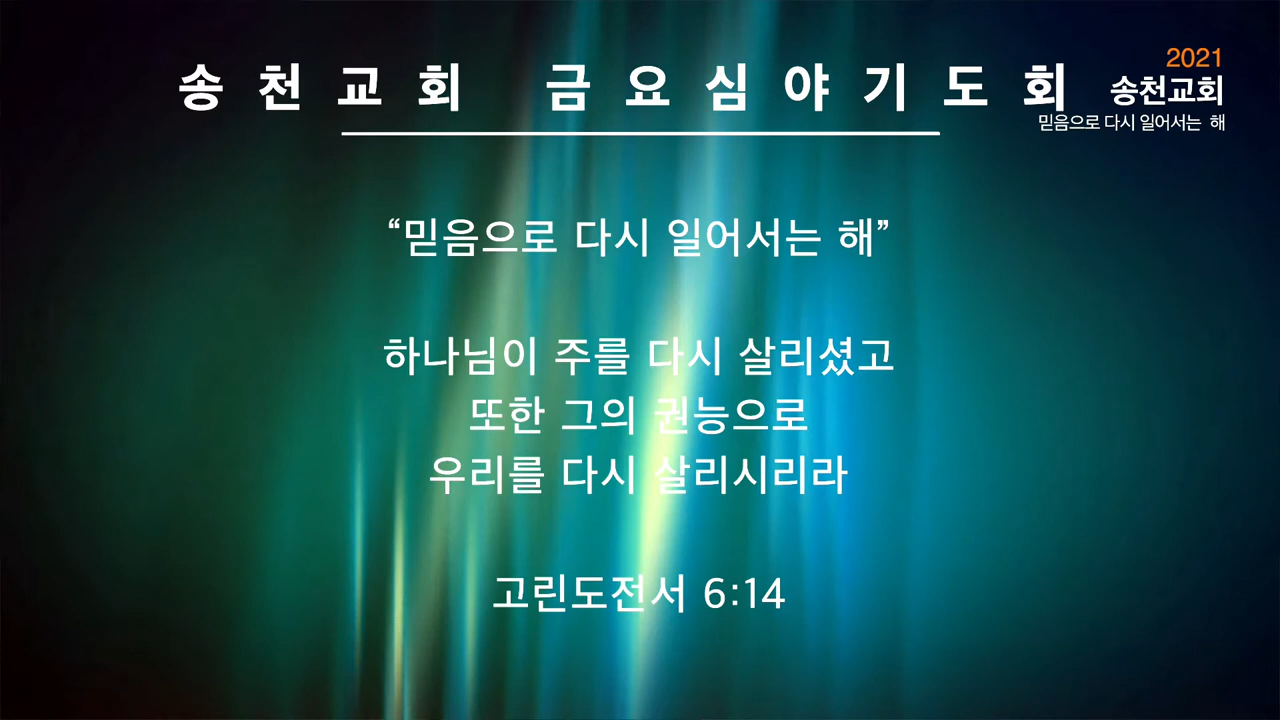 송천교회 금요심야기도회
2021
송천교회
믿음으로 다시 일어서는 해
“믿음으로 다시 일어서는 해”
하나님이 주를 다시 살리셨고
또한 그의 권능으로
우리를 다시 살리시리라
고린도전서 6:14